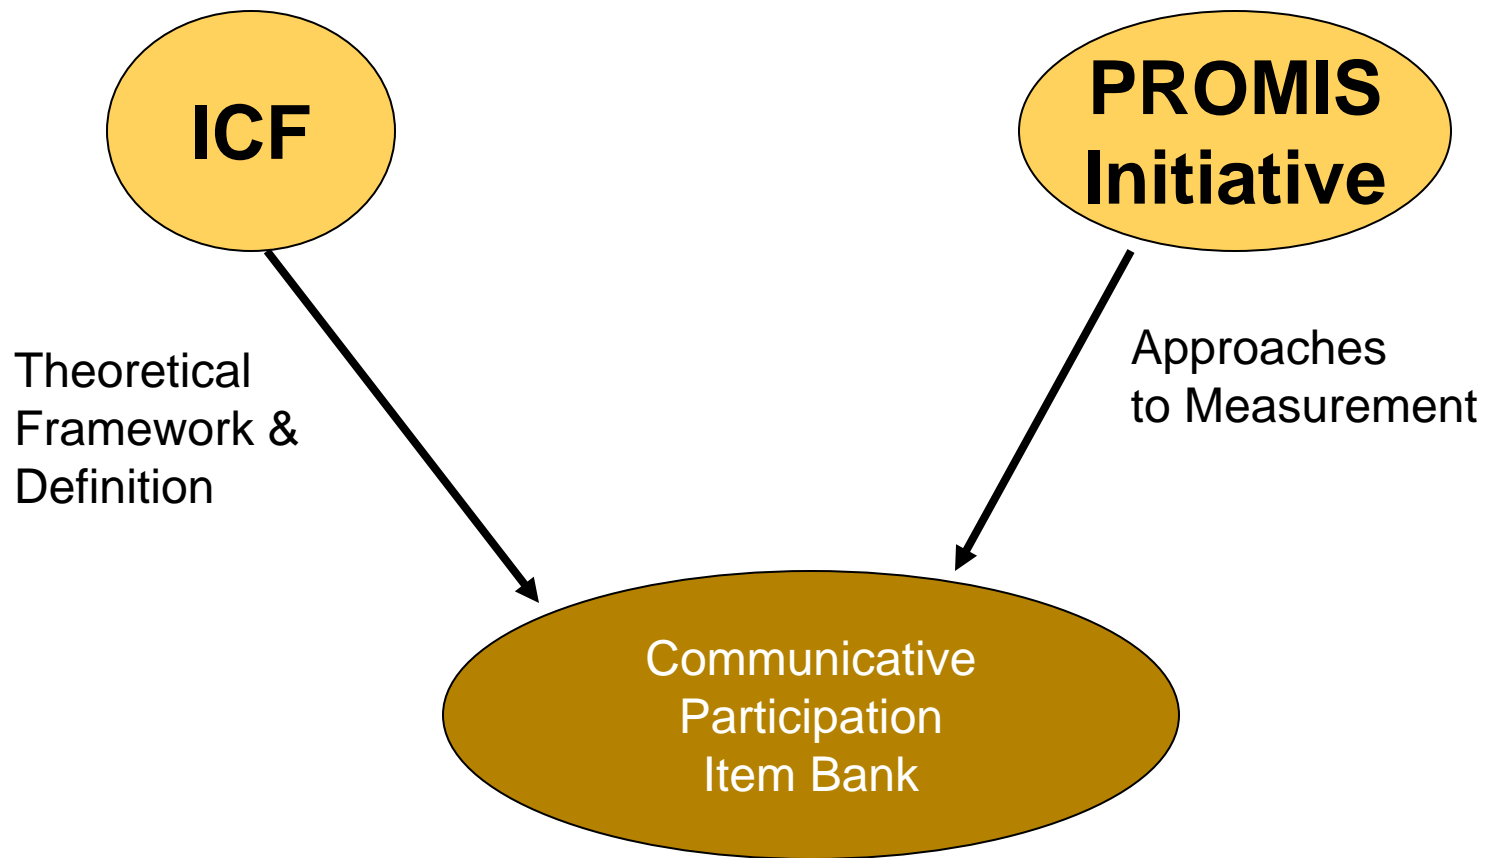 ICF
PROMIS
Initiative
Theoretical
Framework &
Definition
Approaches
to Measurement
Communicative
Participation
Item Bank